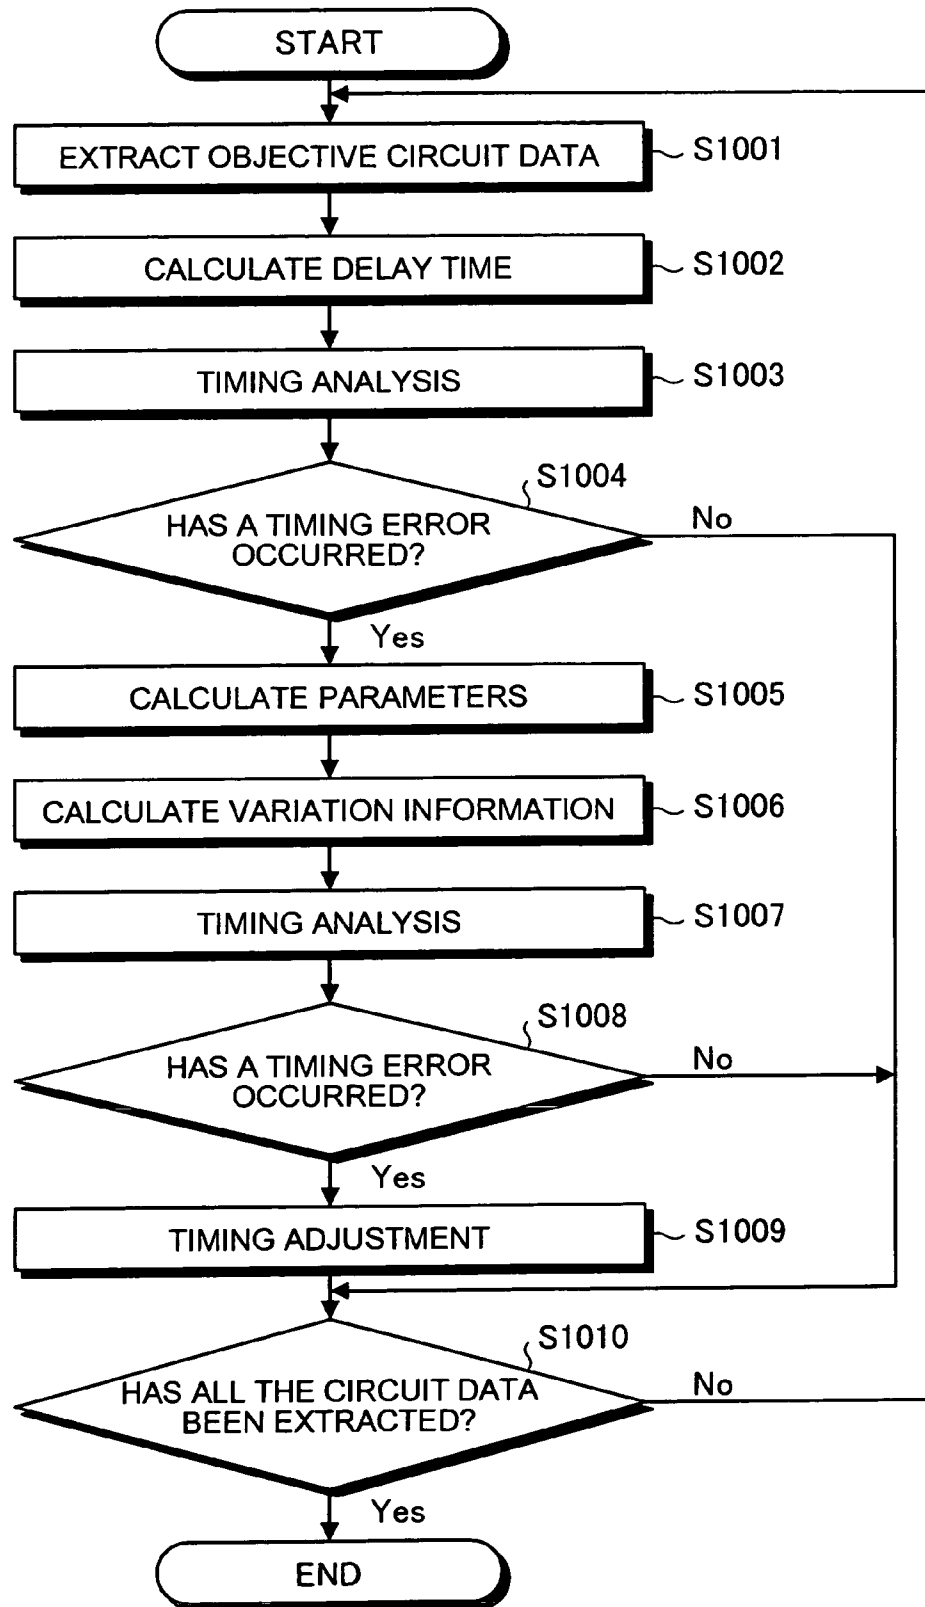 START
EXTRACT OBJECTIVE CIRCUIT DATA
S1001
CALCULATE DELAY TIME
S1002
TIMING ANALYSIS
S1003
S1004
HAS A TIMING ERROR
OCCURRED?
No
Yes
CALCULATE PARAMETERS
S1005
CALCULATE VARIATION INFORMATION
S1006
TIMING ANALYSIS
S1007
S1008
HAS A TIMING ERROR
OCCURRED?
No
Yes
TIMING ADJUSTMENT
S1009
S1010
HAS ALL THE CIRCUIT DATA
BEEN EXTRACTED?
No
Yes
END